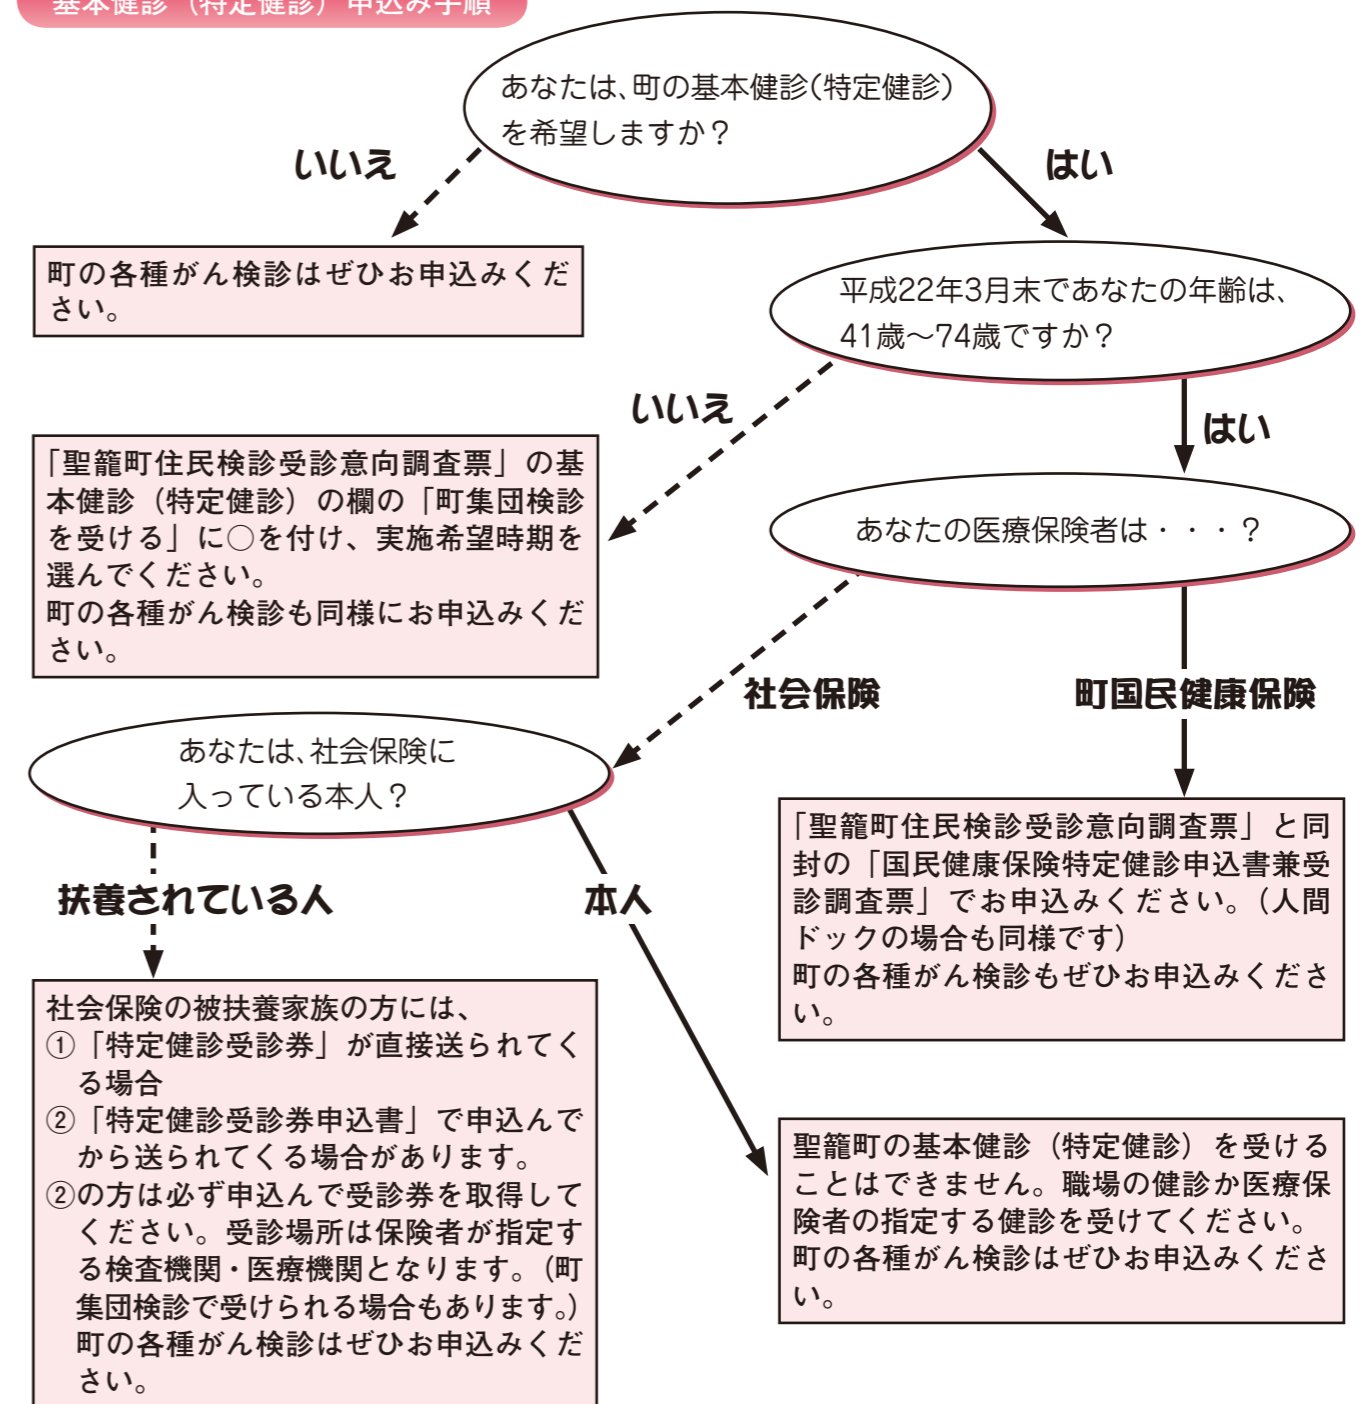 基本健診(特定健診)申込み手順
あなたは、町の基本健診(特定健診)
を希望しますか?
いいえ
はい
町の各種がん検診はぜひお申込みくだ
さい。
平成22年3月末であなたの年齢は、
41歳〜74歳ですか?
いいえ
はい
「聖籠町住民検診受診意向調査票」の基
本健診(特定健診)の欄の「町集団検診
を受ける」に○を付け、実施希望時期を
選んでください。
町の各種がん検診も同様にお申込みくだ
さい。
あなたの医療保険者は・・・?
社会保険
町国民健康保険
あなたは、社会保険に
入っている本人?
「聖籠町住民検診受診意向調査票」と同
封の「国民健康保険特定健診申込書兼受
診調査票」でお申込みください。(人間
ドックの場合も同様です)
町の各種がん検診もぜひお申込みくださ
い。
扶養されている人
本人
社会保険の被扶養家族の方には、
①「特定健診受診券」が直接送られてく
る場合
②「特定健診受診券申込書」で申込んで
から送られてくる場合があります。
②の方は必ず申込んで受診券を取得して
ください。受診場所は保険者が指定す
る検査機関・医療機関となります。(町
集団検診で受けられる場合もあります。)
町の各種がん検診はぜひお申込みくだ
さい。
聖籠町の基本健診(特定健診)を受ける
ことはできません。職場の健診か医療保
険者の指定する健診を受けてください。
町の各種がん検診はぜひお申込みくださ
い。